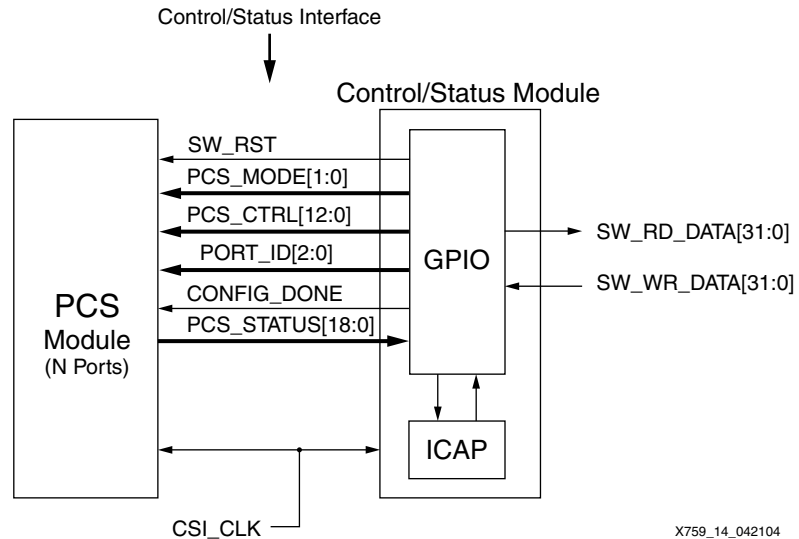 Control/Status Interface
Control/Status Module
SW_RST
PCS_MODE[1:0]
PCS_CTRL[12:0]
PORT_ID[2:0]
CONFIG_DONE
PCS_STATUS[18:0]
PCS
Module
(N Ports)
GPIO
SW_RD_DATA[31:0]
SW_WR_DATA[31:0]
ICAP
CSI_CLK
X759_14_042104